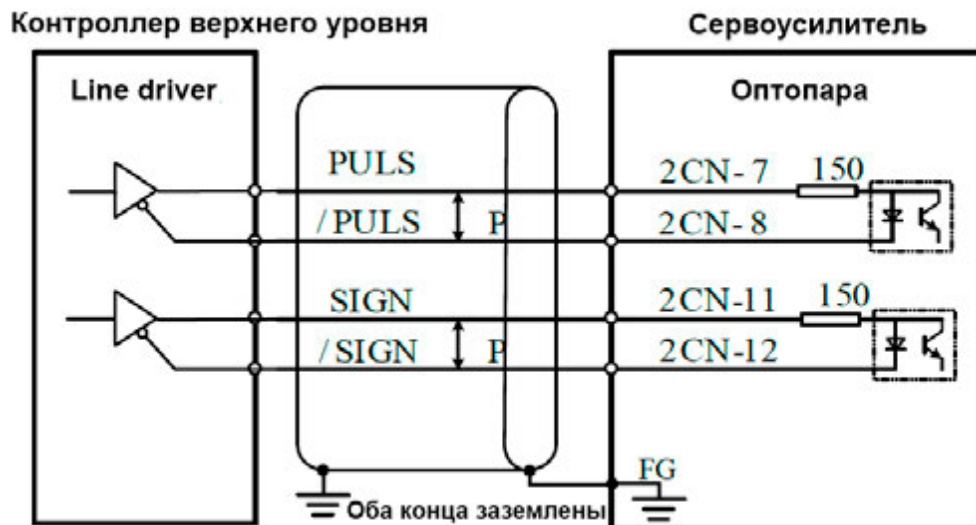 Контроллер верхнего уровня
Сервоусилитель
Line driver
Оптопара
PULS
2CN-7
150
/PULS
P
2CN-8
SIGN
2CN-11
150
/SIGN
P
2CN-12
FG
Оба конца заземлены